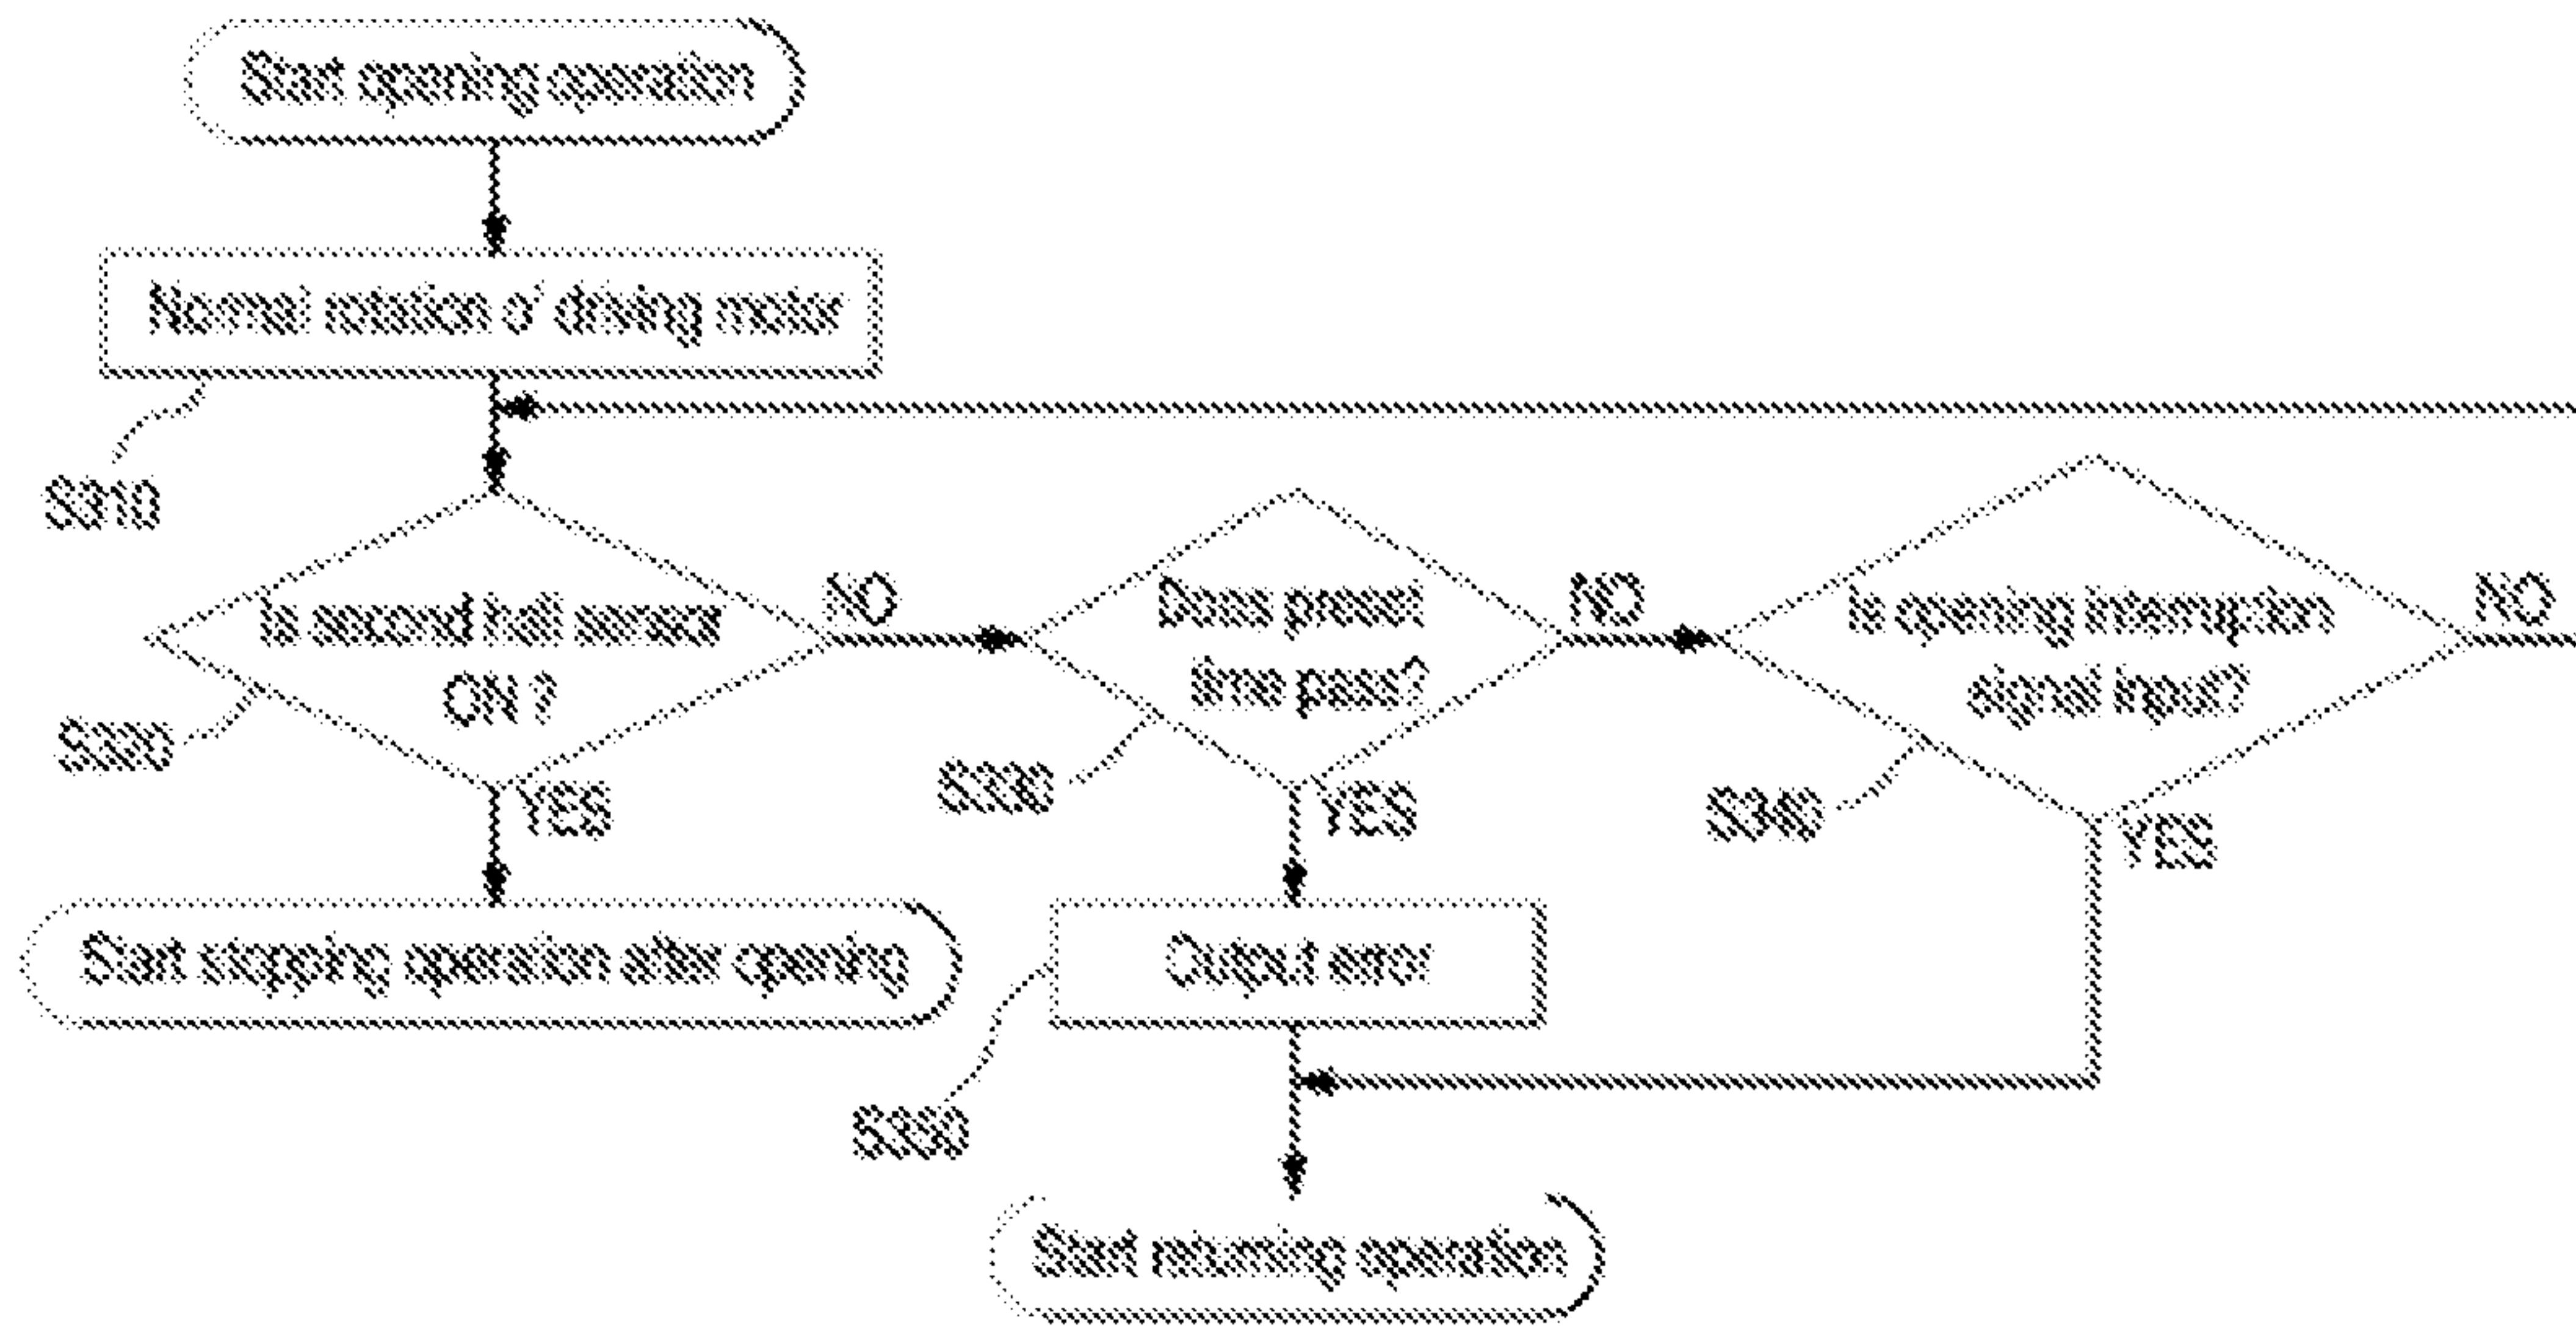 Start opening operation
Normal rotation of driving motor
S310
Is second hall sensor
ON ?
NO
S320
YES
Does preset
time pass?
NO
S330
YES
Is opening interruption
signal input?
NO
S340
YES
Start stopping operation after opening
Output error
S350
Start returning operation